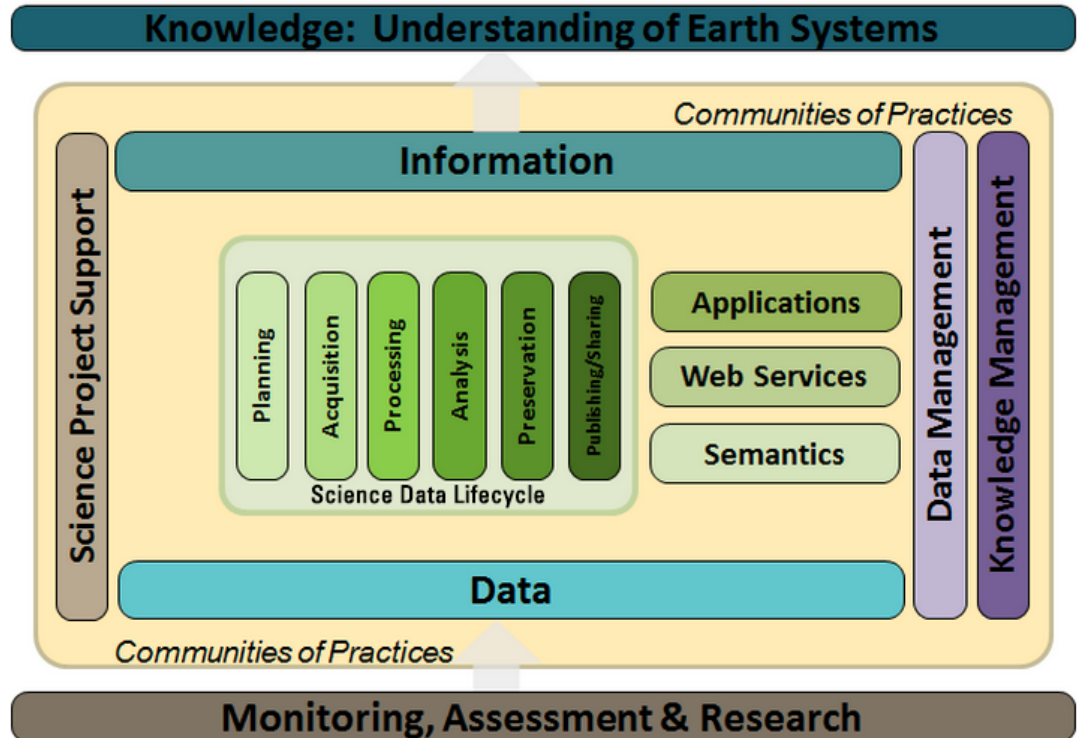 Knowledge:  Understanding of Earth Systems
Communities of Practices
Science Project Support
Information
Planning
Acquisition
Processing
Analysis
Preservation
Publishing/Sharing
Science Data Lifecycle
Applications
Web Services
Semantics
Data Management
Knowledge Management
Data
Communities of Practices
Monitoring, Assessment & Research